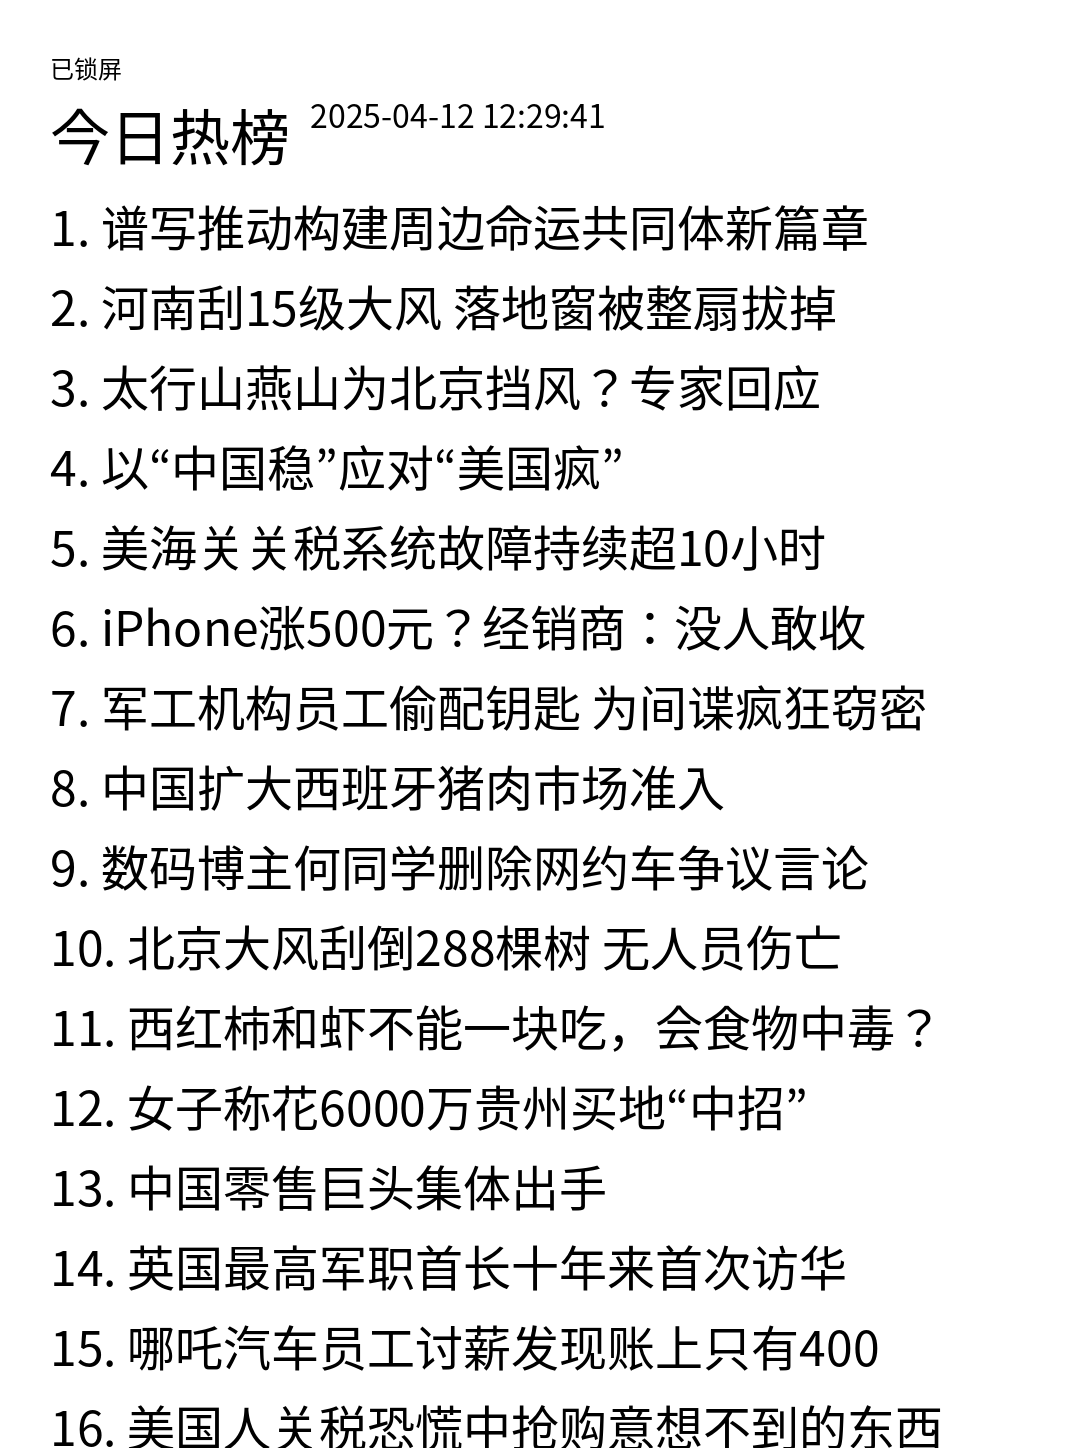 已锁屏
今日热榜 2025-04-12 12:29:41
1. 谱写推动构建周边命运共同体新篇章
2. 河南刮15级大风 落地窗被整扇拔掉
3. 太行山燕山为北京挡风？专家回应
4. 以“中国稳”应对“美国疯”
5. 美海关关税系统故障持续超10小时
6. iPhone涨500元？经销商：没人敢收
7. 军工机构员工偷配钥匙 为间谍疯狂窃密
8. 中国扩大西班牙猪肉市场准入
9. 数码博主何同学删除网约车争议言论
10. 北京大风刮倒288棵树 无人员伤亡
11. 西红柿和虾不能一块吃，会食物中毒？
12. 女子称花6000万贵州买地“中招”
13. 中国零售巨头集体出手
14. 英国最高军职首长十年来首次访华
15. 哪吒汽车员工讨薪发现账上只有400
16. 美国人关税恐慌中抢购意想不到的东西